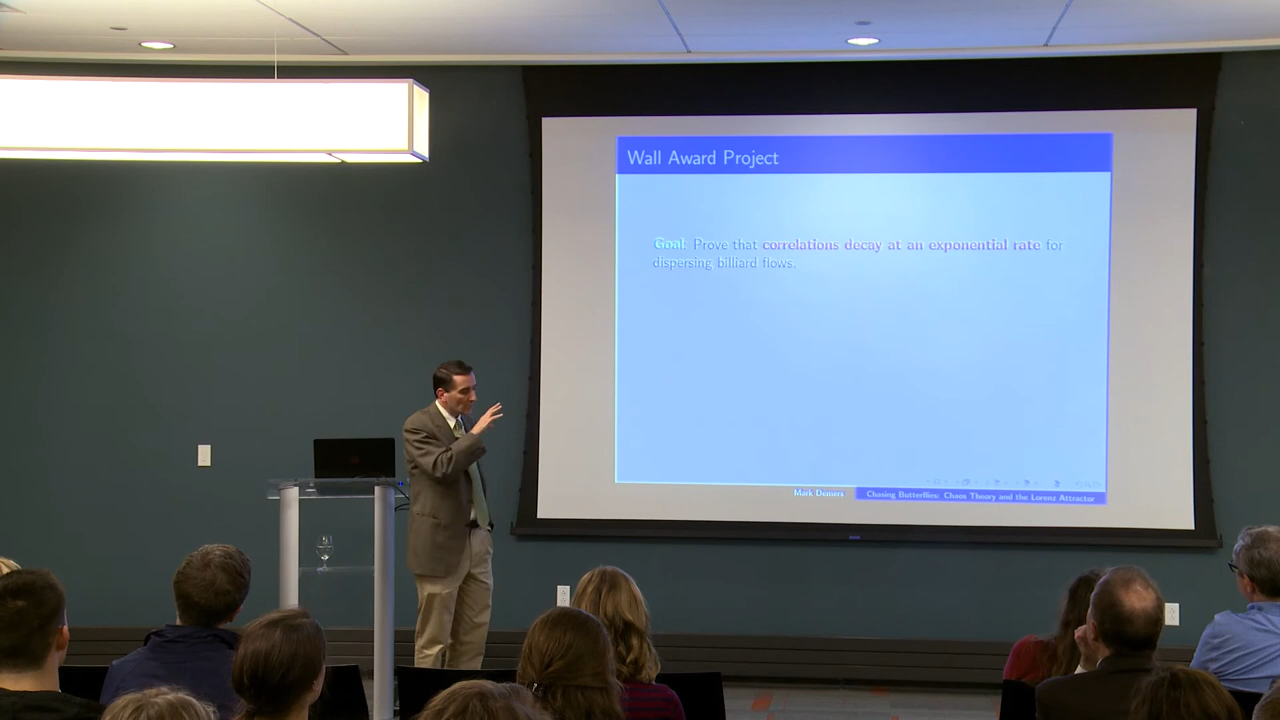 Wall Award Project
Goal: Prove that correlations decay at an exponential rate for
dispersing billiard flows.
Mark Demers
Chasing Butterflies: Chaos Theory and the Lorenz Attractor